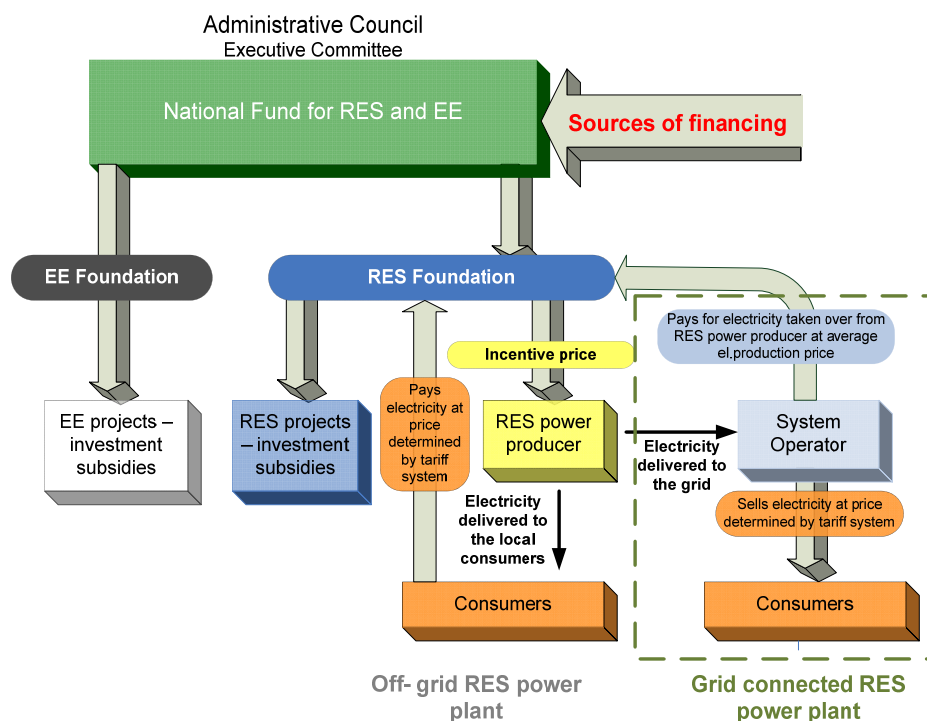 Administrative Council
Executive Committee
National Fund for RES and EE
Sources of financing
EE Foundation
RES Foundation
Pays for electricity taken over from
RES power producer at average
el.production price
Incentive price
Pays
electricity at
price
determined
by tariff
system
EE projects –
investment
subsidies
RES projects
– investment
subsidies
RES power
producer
System
Operator
Electricity
delivered to
the grid
Sells electricity at price
determined by tariff system
Electricity
delivered to
the local
consumers
Consumers
Consumers
Off- grid RES power
plant
Grid connected RES
power plant